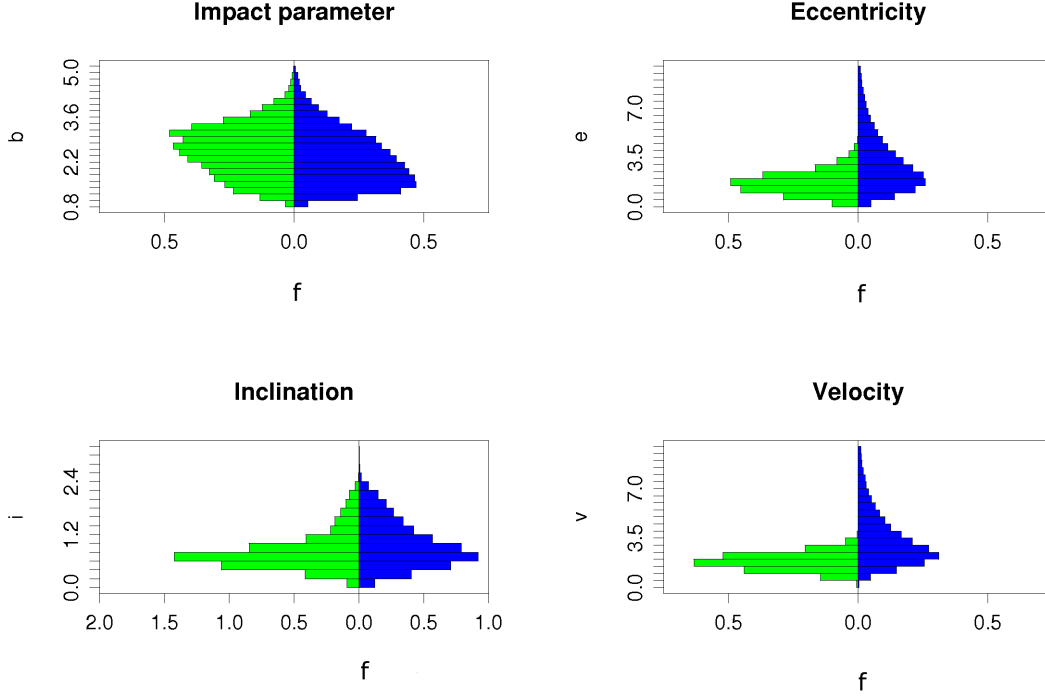 Impact parameter
b
0.8 2.2 3.6 5.0
0.5 0.0 0.5
f
Eccentricity
e
0.0 3.5 7.0
0.5 0.0 0.5
f
Inclination
i
0.0 1.2 2.4
2.0 1.5 1.0 0.5 0.0 0.5 1.0
f
Velocity
v
0.0 3.5 7.0
0.5 0.0 0.5
f